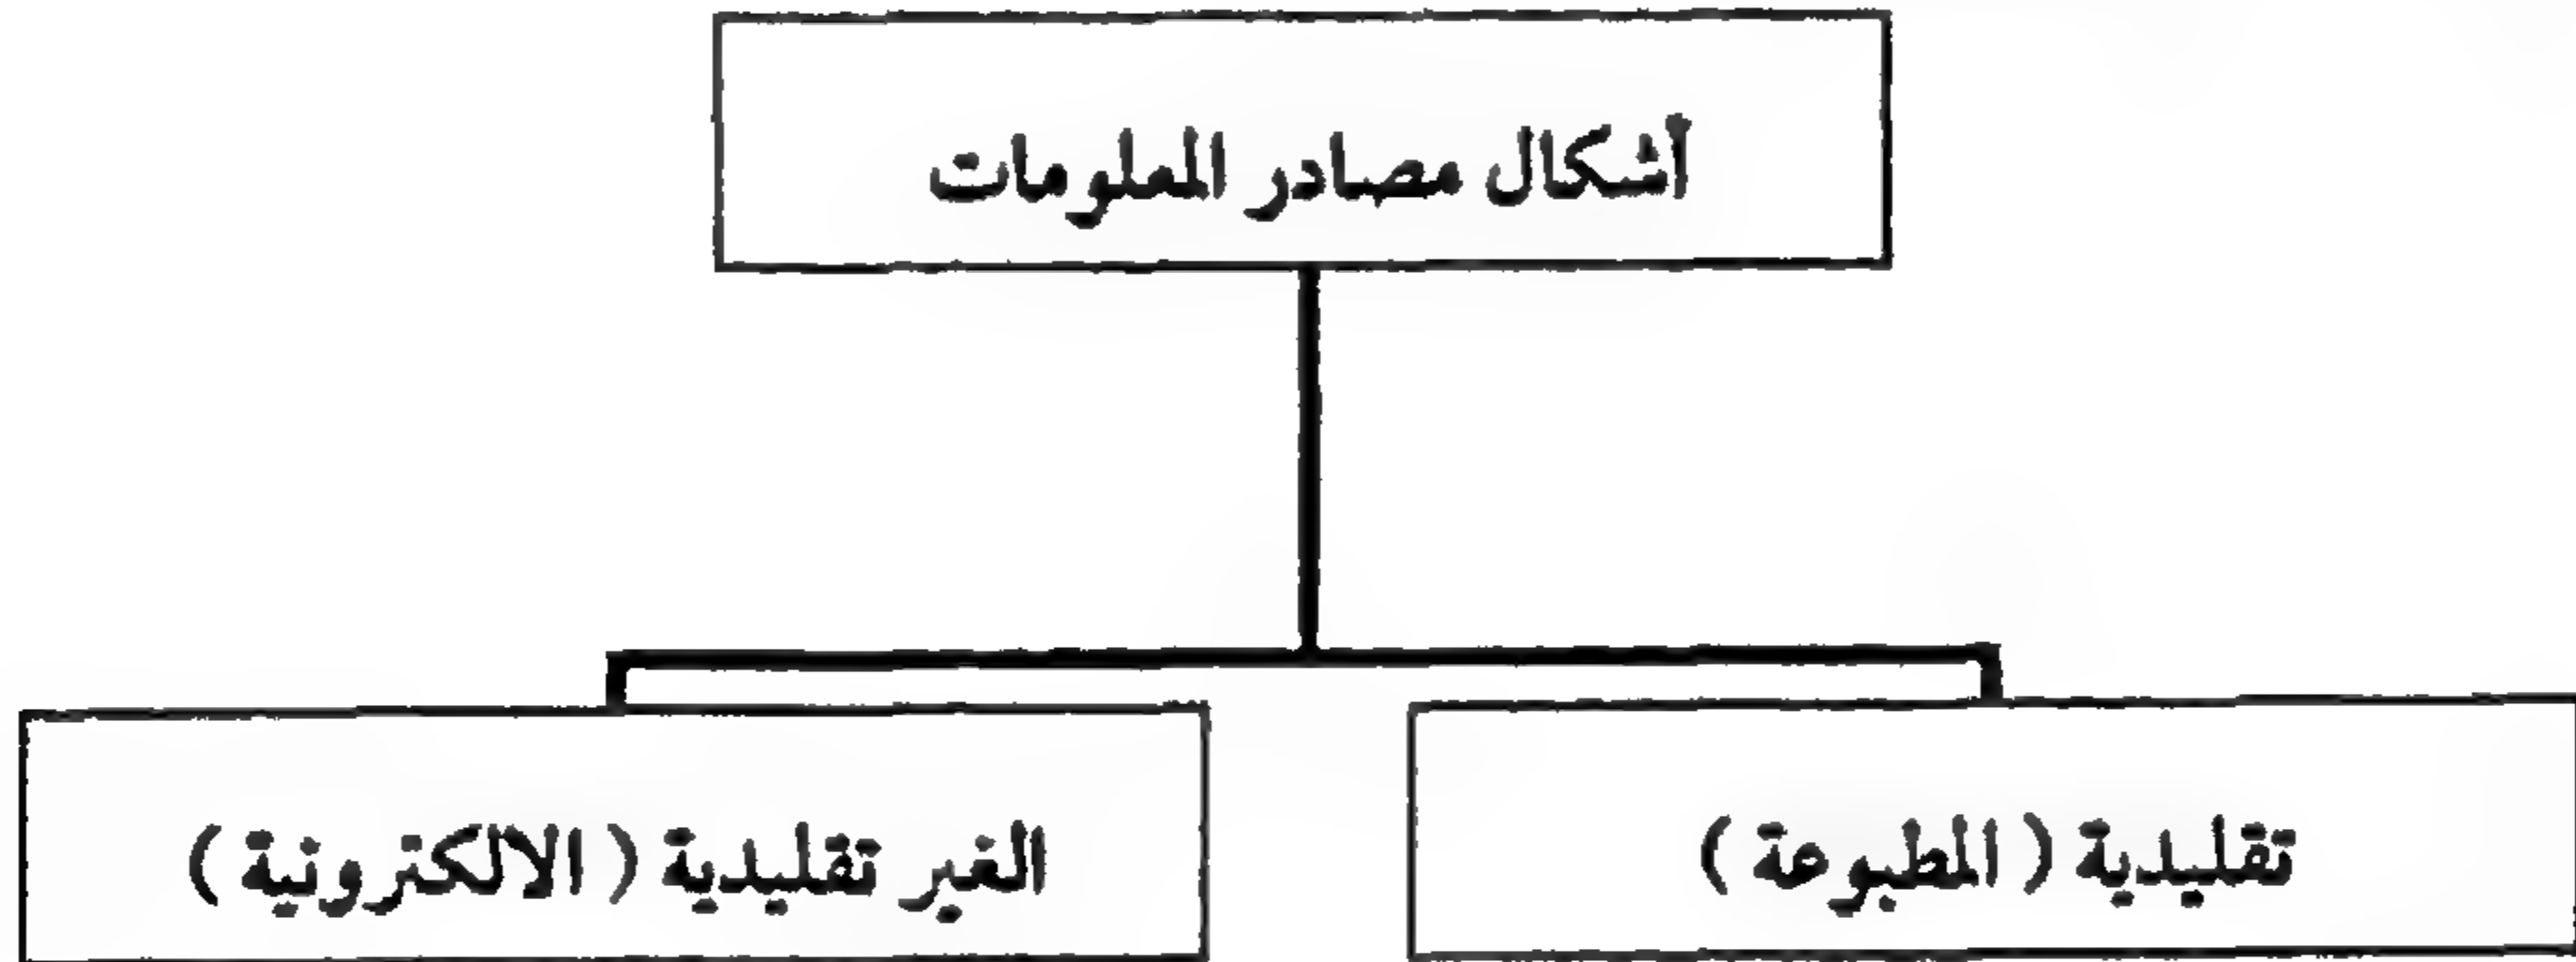 أشكال مصادر المعلومات
تقليدية ( المطبوعة )
الغير تقليدية ( الالكترونية )